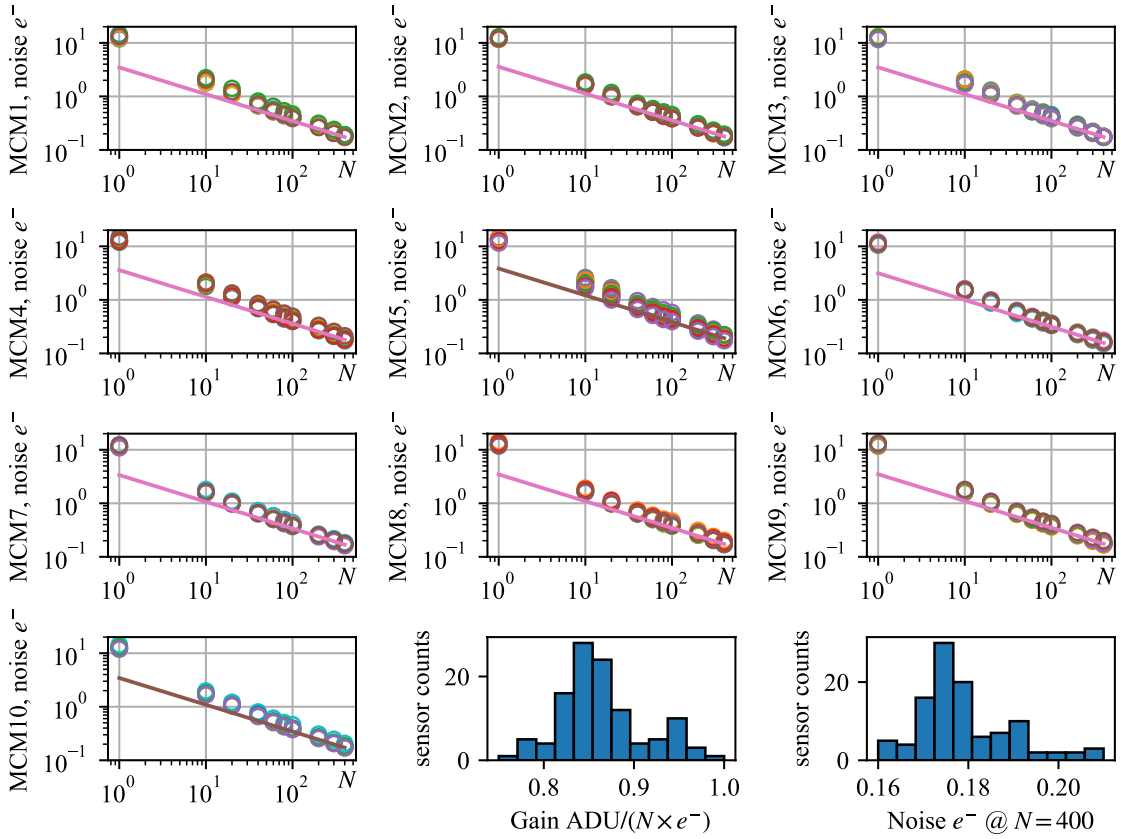 MCM1, noise e⁻
10¹
10⁰
10⁻¹
10⁰ 10¹ 10² N
MCM2, noise e⁻
10¹
10⁰
10⁻¹
10⁰ 10¹ 10² N
MCM3, noise e⁻
10¹
10⁰
10⁻¹
10⁰ 10¹ 10² N
MCM4, noise e⁻
10¹
10⁰
10⁻¹
10⁰ 10¹ 10² N
MCM5, noise e⁻
10¹
10⁰
10⁻¹
10⁰ 10¹ 10² N
MCM6, noise e⁻
10¹
10⁰
10⁻¹
10⁰ 10¹ 10² N
MCM7, noise e⁻
10¹
10⁰
10⁻¹
10⁰ 10¹ 10² N
MCM8, noise e⁻
10¹
10⁰
10⁻¹
10⁰ 10¹ 10² N
MCM9, noise e⁻
10¹
10⁰
10⁻¹
10⁰ 10¹ 10² N
MCM10, noise e⁻
10¹
10⁰
10⁻¹
10⁰ 10¹ 10² N
sensor counts
20
0
0.8 0.9 1.0
Gain ADU/(N × e⁻)
sensor counts
20
0
0.16 0.18 0.20
Noise e⁻ @ N = 400